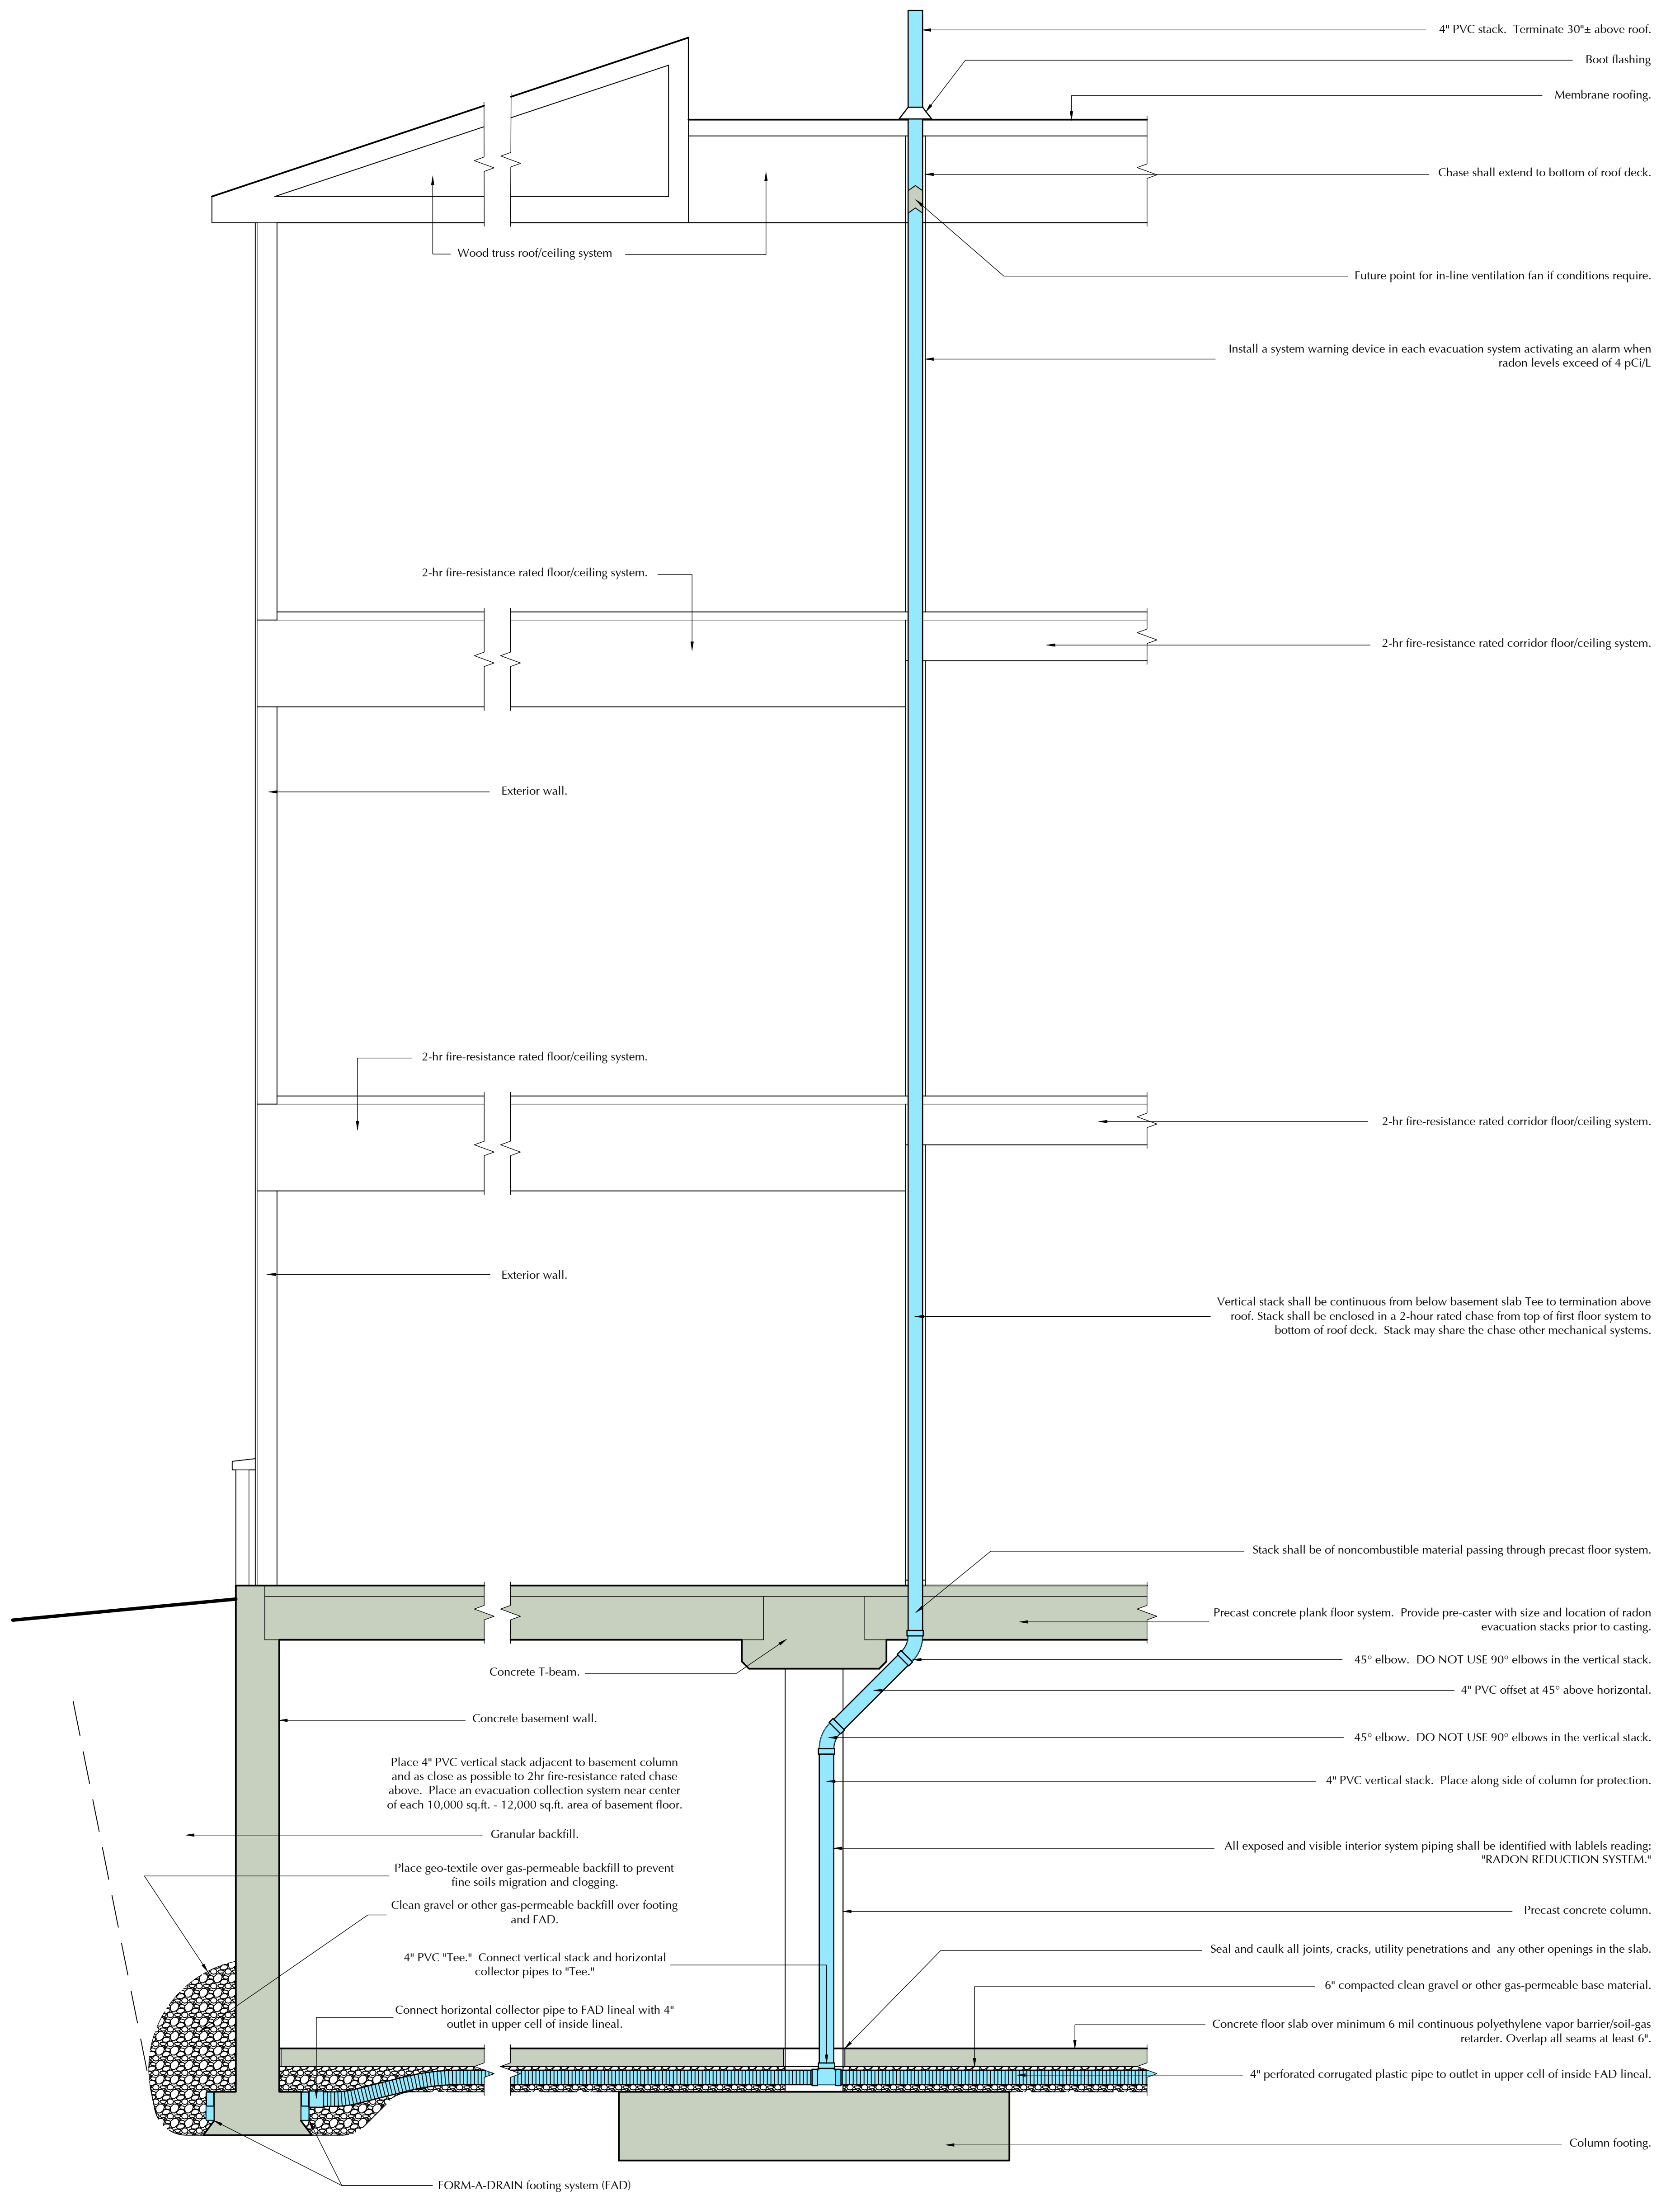 4" PVC stack.  Terminate 30"± above roof.
Boot flashing
Membrane roofing.
Chase shall extend to bottom of roof deck.
Wood truss roof/ceiling system
Future point for in-line ventilation fan if conditions require.
Install a system warning device in each evacuation system activating an alarm when
radon levels exceed of 4 pCi/L
2-hr fire-resistance rated floor/ceiling system.
2-hr fire-resistance rated corridor floor/ceiling system.
Exterior wall.
2-hr fire-resistance rated floor/ceiling system.
2-hr fire-resistance rated corridor floor/ceiling system.
Exterior wall.
Vertical stack shall be continuous from below basement slab Tee to termination above
roof. Stack shall be enclosed in a 2-hour rated chase from top of first floor system to
bottom of roof deck.  Stack may share the chase other mechanical systems.
Stack shall be of noncombustible material passing through precast floor system.
Precast concrete plank floor system.  Provide pre-caster with size and location of radon
evacuation stacks prior to casting.
45° elbow.  DO NOT USE 90° elbows in the vertical stack.
Concrete T-beam.
4" PVC offset at 45° above horizontal.
Concrete basement wall.
45° elbow.  DO NOT USE 90° elbows in the vertical stack.
Place 4" PVC vertical stack adjacent to basement column
and as close as possible to 2hr fire-resistance rated chase
above.  Place an evacuation collection system near center
of each 10,000 sq.ft. - 12,000 sq.ft. area of basement floor.
4" PVC vertical stack.  Place along side of column for protection.
Granular backfill.
All exposed and visible interior system piping shall be identified with lablels reading:
"RADON REDUCTION SYSTEM."
Place geo-textile over gas-permeable backfill to prevent
fine soils migration and clogging.
Clean gravel or other gas-permeable backfill over footing
and FAD.
Precast concrete column.
Seal and caulk all joints, cracks, utility penetrations and  any other openings in the slab.
4" PVC "Tee."  Connect vertical stack and horizontal
collector pipes to "Tee."
6" compacted clean gravel or other gas-permeable base material.
Connect horizontal collector pipe to FAD lineal with 4"
outlet in upper cell of inside lineal.
Concrete floor slab over minimum 6 mil continuous polyethylene vapor barrier/soil-gas
retarder. Overlap all seams at least 6".
4" perforated corrugated plastic pipe to outlet in upper cell of inside FAD lineal.
Column footing.
FORM-A-DRAIN footing system (FAD)